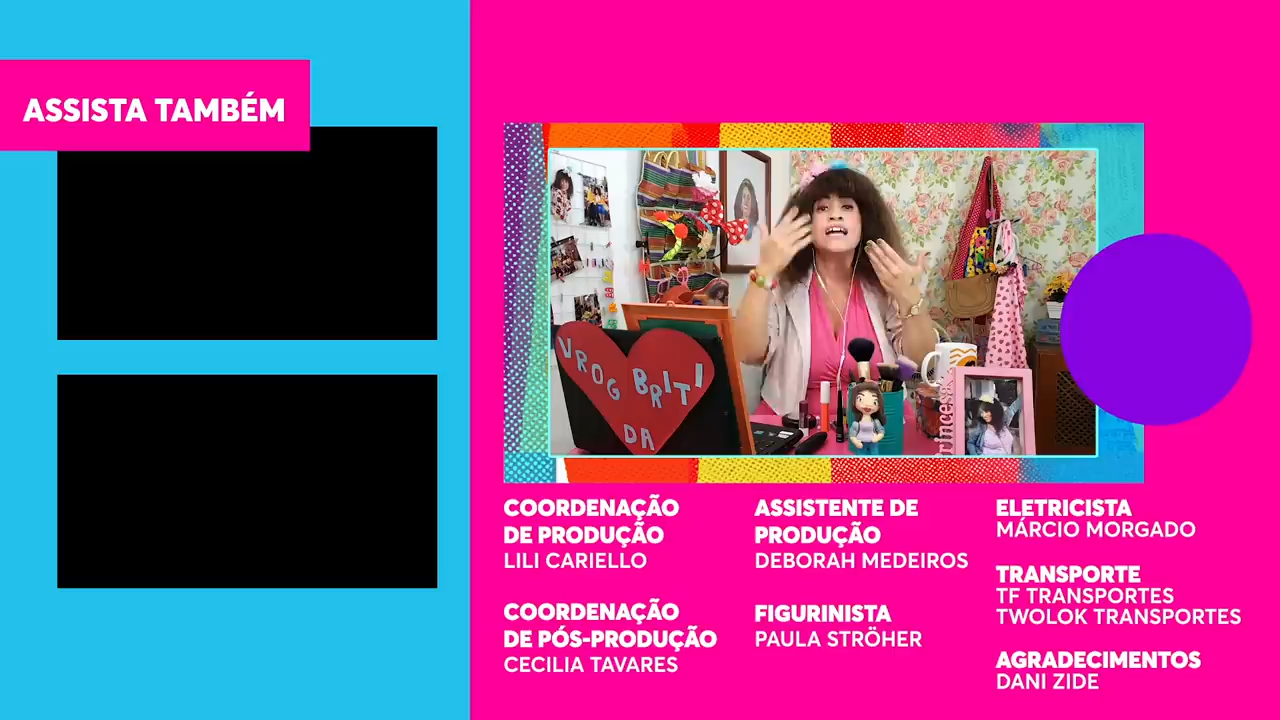 ASSISTA TAMBÉM
VROG BRITI
DA
princesa
COORDENAÇÃO
DE PRODUÇÃO
LILI CARIELLO
COORDENAÇÃO
DE PÓS-PRODUÇÃO
CECILIA TAVARES
ASSISTENTE DE
PRODUÇÃO
DEBORAH MEDEIROS
FIGURINISTA
PAULA STRÖHER
ELETRICISTA
MÁRCIO MORGADO
TRANSPORTE
TF TRANSPORTES
TWOLOK TRANSPORTES
AGRADECIMENTOS
DANI ZIDE